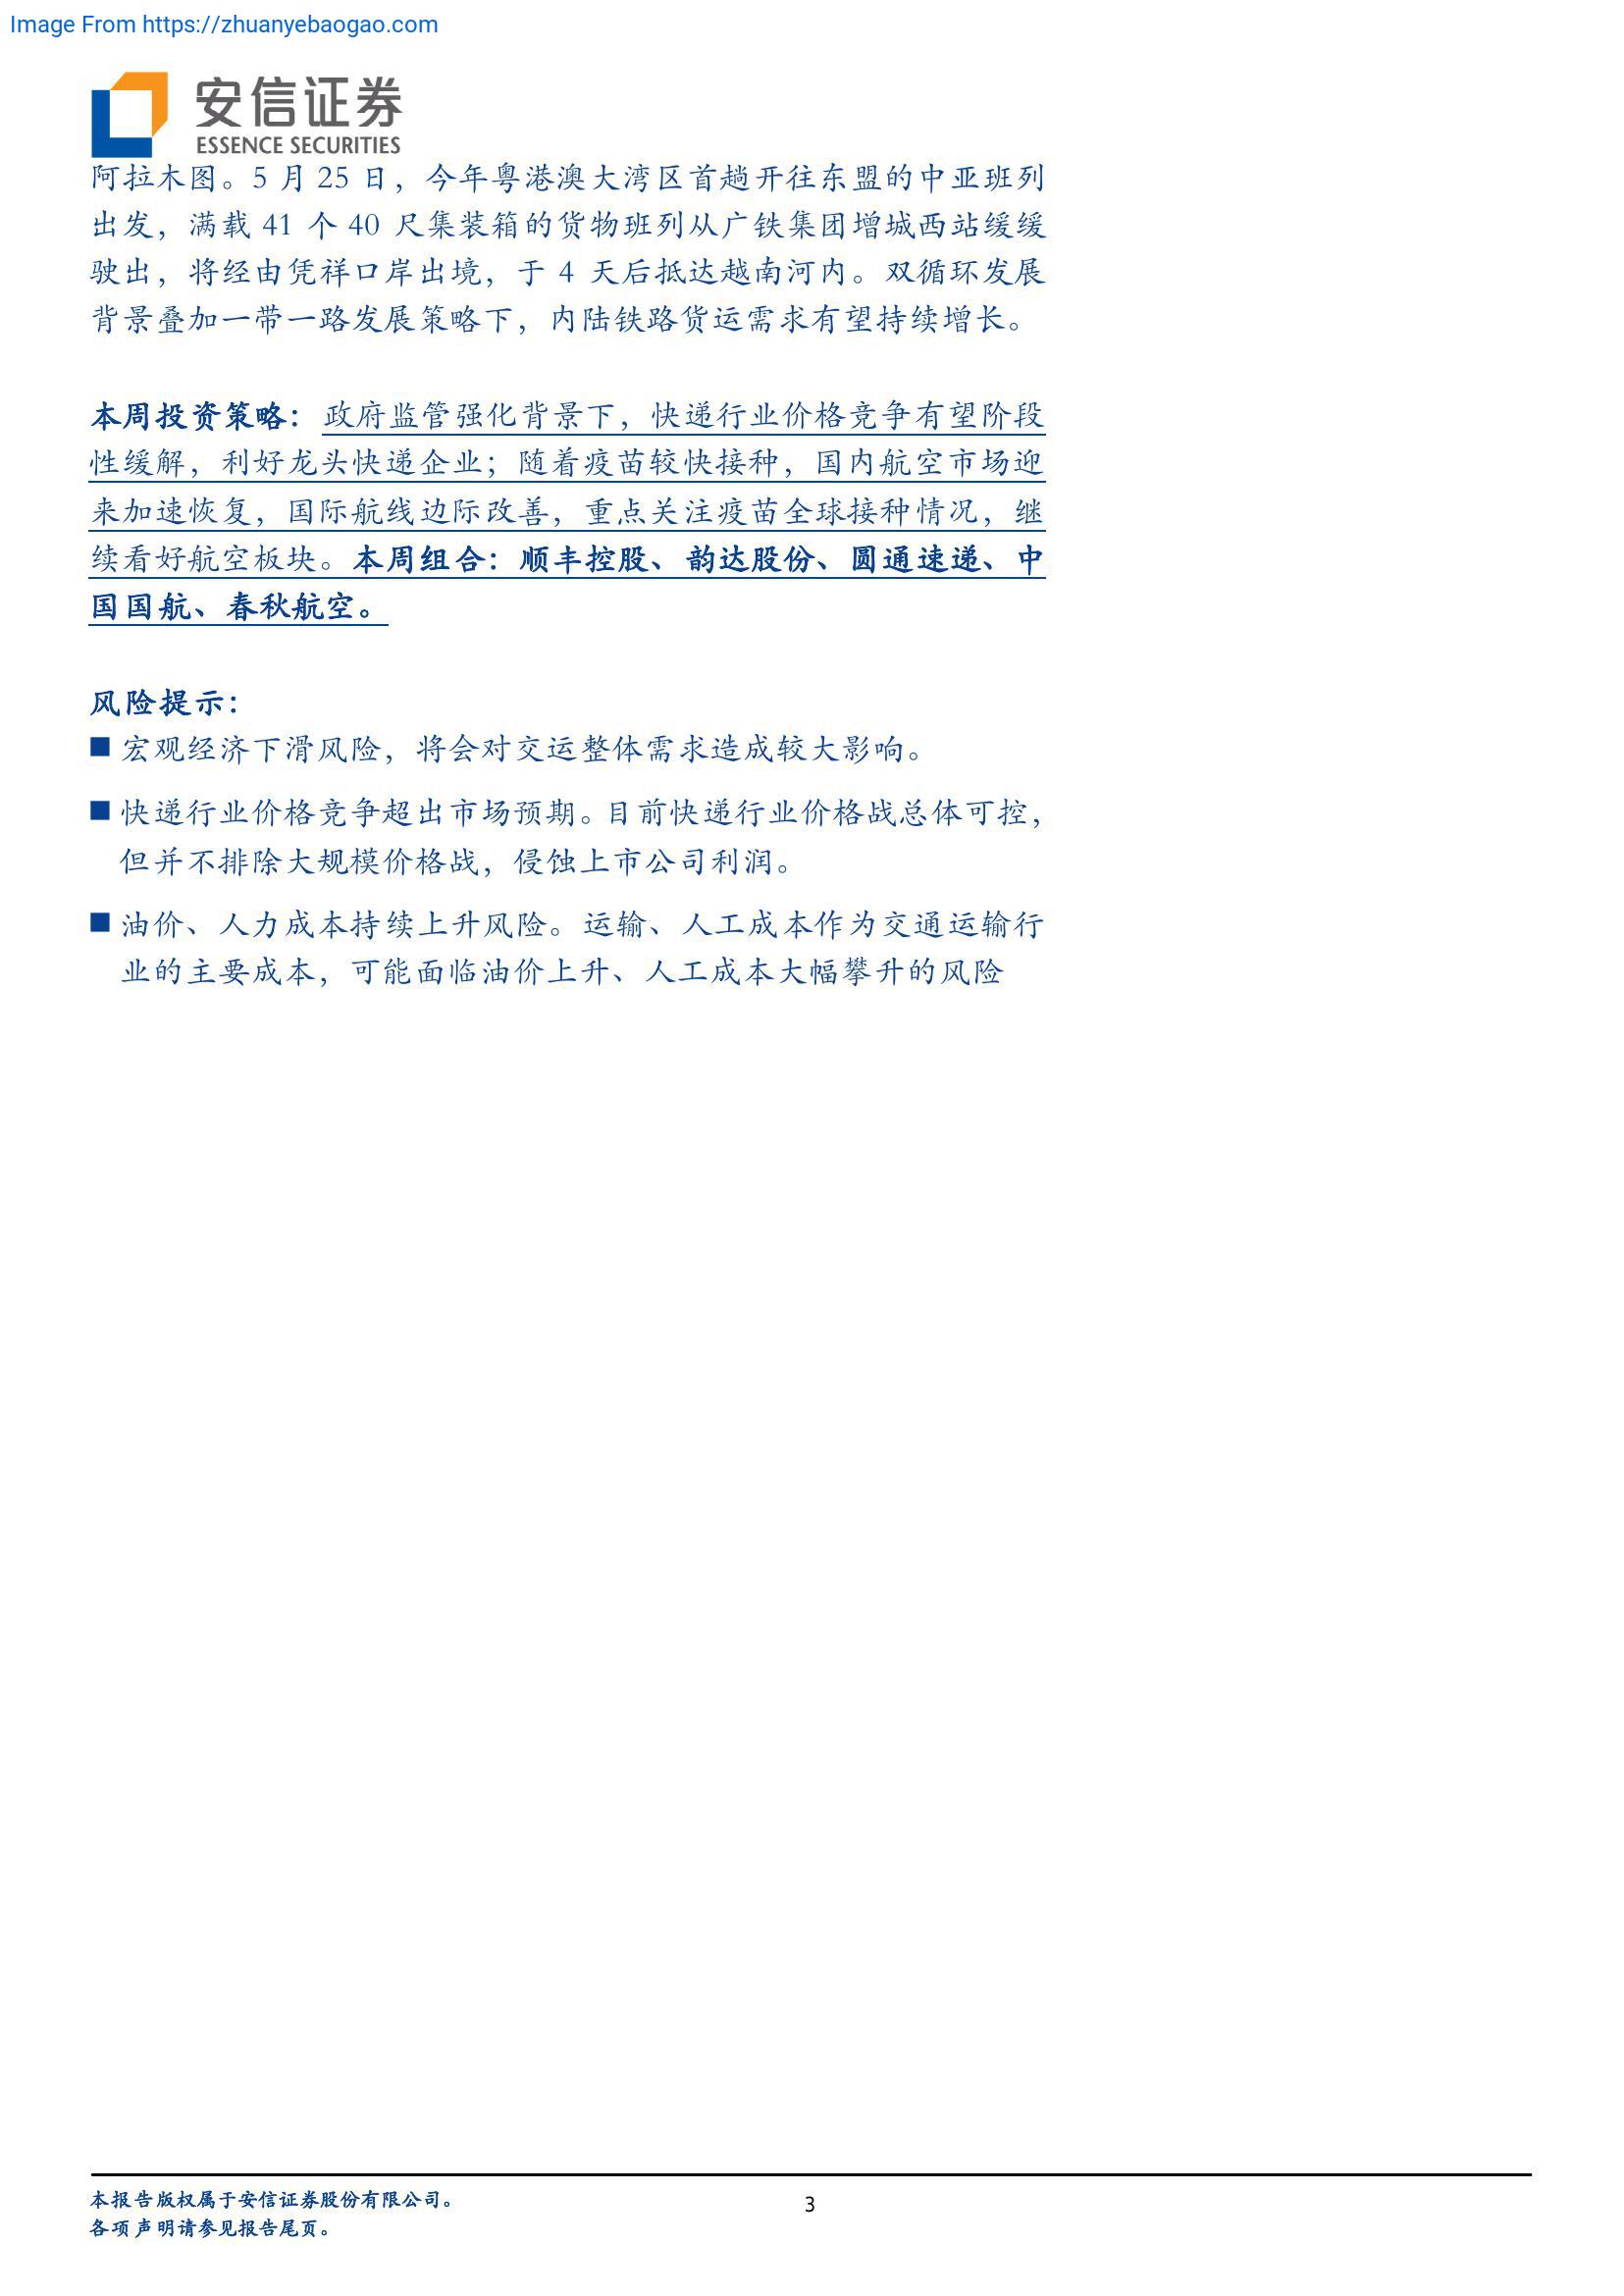 Image From https://zhuanyebaogao.com
安信证券
ESSENCE SECURITIES
阿拉木图。5 月 25 日，今年粤港澳大湾区首趟开往东盟的中亚班列
出发，满载 41 个 40 尺集装箱的货物班列从广铁集团增城西站缓缓
驶出，将经由凭祥口岸出境，于 4 天后抵达越南河内。双循环发展
背景叠加一带一路发展策略下，内陆铁路货运需求有望持续增长。
本周投资策略：政府监管强化背景下，快递行业价格竞争有望阶段
性缓解，利好龙头快递企业；随着疫苗较快接种，国内航空市场迎
来加速恢复，国际航线边际改善，重点关注疫苗全球接种情况，继
续看好航空板块。本周组合：顺丰控股、韵达股份、圆通速递、中
国国航、春秋航空。
风险提示：
■ 宏观经济下滑风险，将会对交运整体需求造成较大影响。
■ 快递行业价格竞争超出市场预期。目前快递行业价格战总体可控，
但并不排除大规模价格战，侵蚀上市公司利润。
■ 油价、人力成本持续上升风险。运输、人工成本作为交通运输行
业的主要成本，可能面临油价上升、人工成本大幅攀升的风险
本报告版权属于安信证券股份有限公司。
3
各项声明请参见报告尾页。